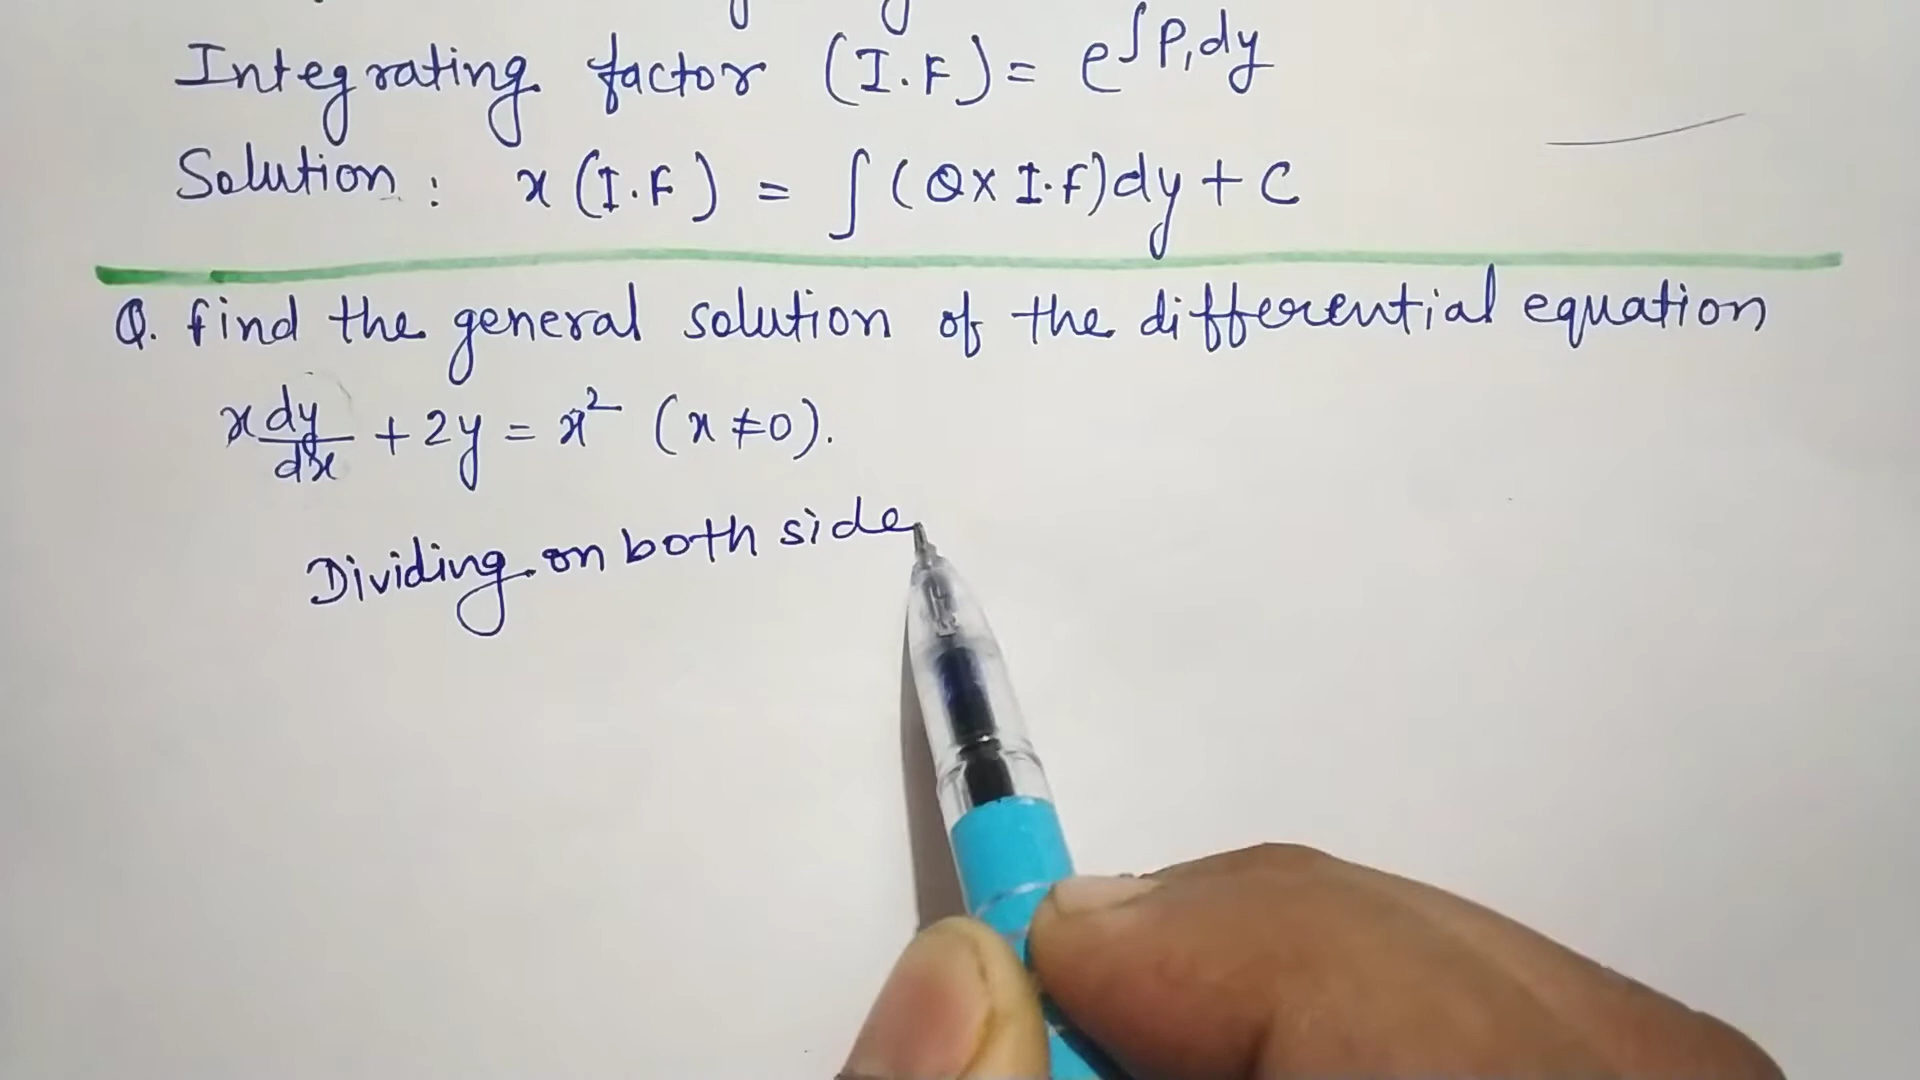 Integrating factor (I.F) = e^∫P₁dy
Solution : x (I.F) = ∫(Q×I.F)dy + C
Q. find the general solution of the differential equation
x dy/dx + 2y = x² (x ≠ 0).
Dividing on both side